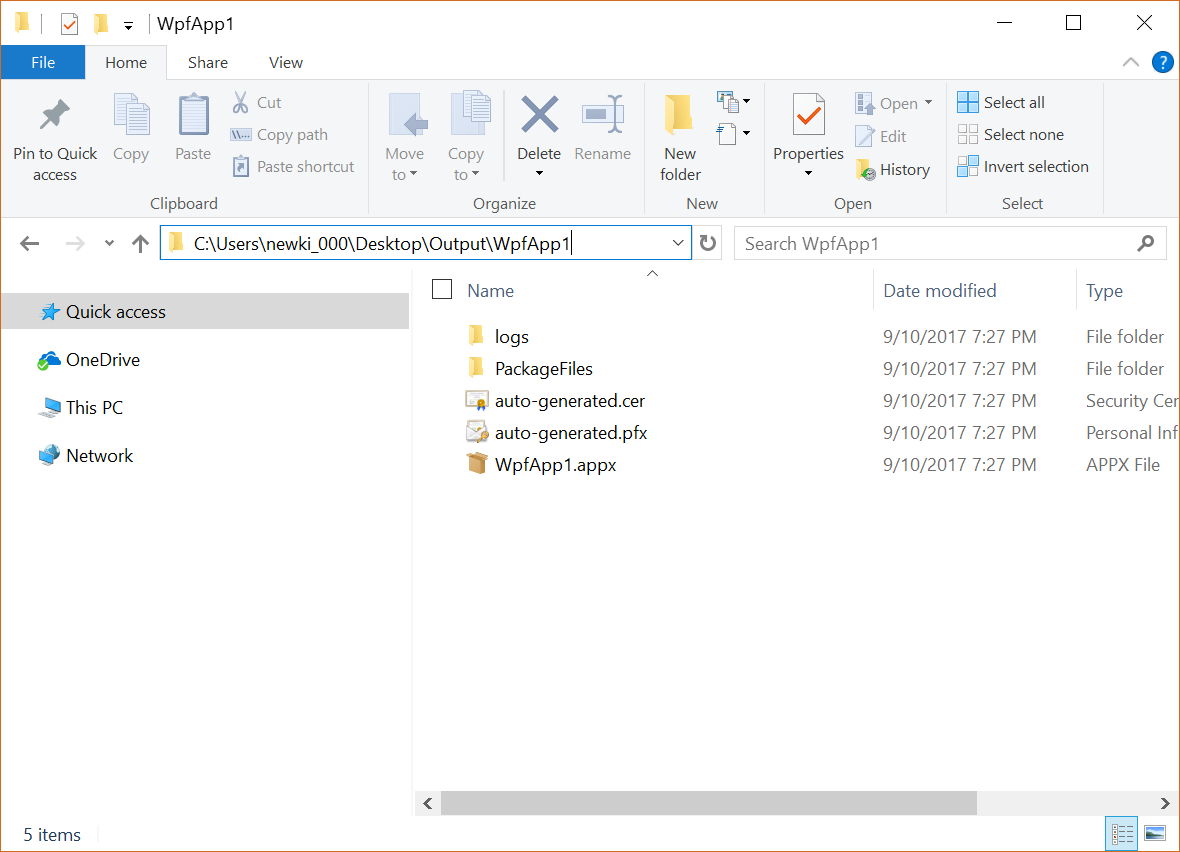 WpfApp1
File Home Share View
Pin to Quick access
Copy
Paste
Cut
Copy path
Paste shortcut
Clipboard
Move to
Copy to
Delete
Rename
Organize
New folder
New
Properties
Open
Edit
History
Open
Select all
Select none
Invert selection
Select
C:\Users\newki_000\Desktop\Output\WpfApp1
Search WpfApp1
Quick access
OneDrive
This PC
Network
Name Date modified Type
logs 9/10/2017 7:27 PM File folder
PackageFiles 9/10/2017 7:27 PM File folder
auto-generated.cer 9/10/2017 7:27 PM Security Cer
auto-generated.pfx 9/10/2017 7:27 PM Personal Inf
WpfApp1.appx 9/10/2017 7:27 PM APPX File
5 items